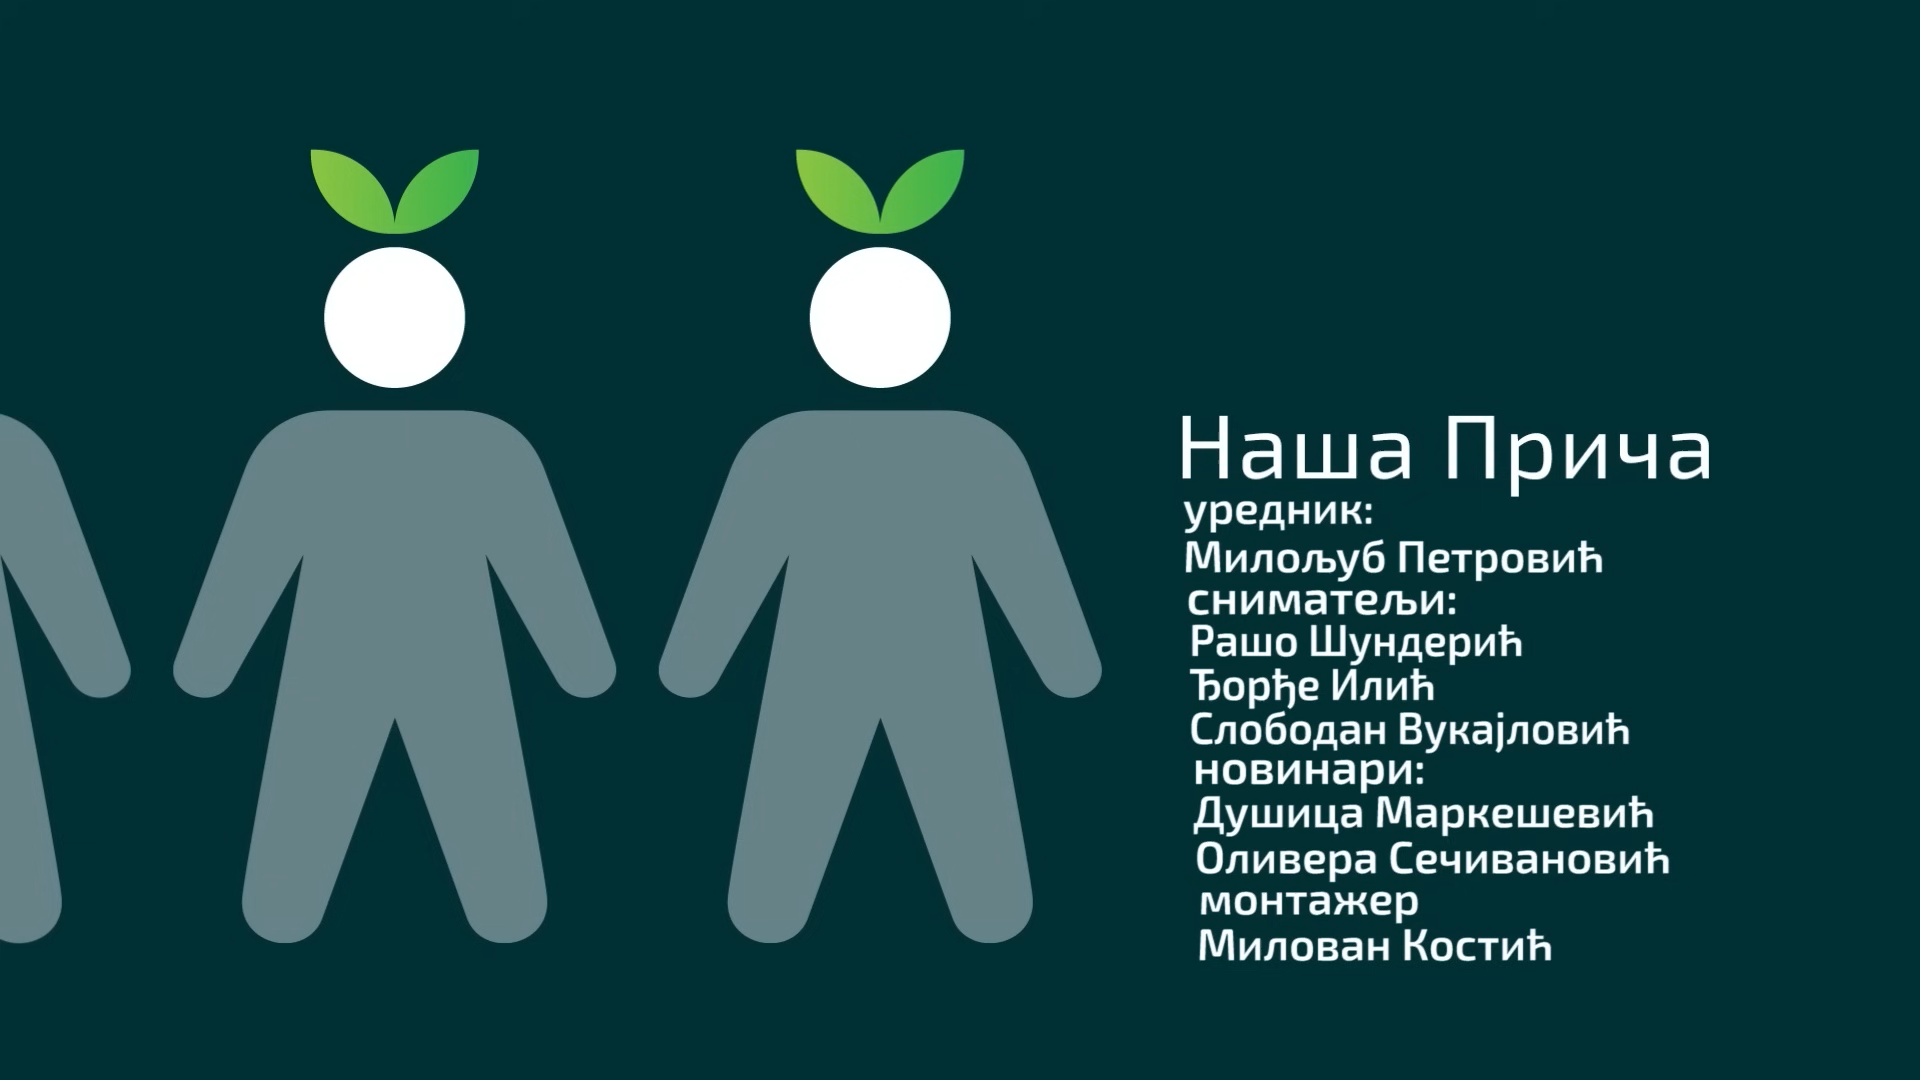 Наша Прича
уредник:
Милољуб Петровић
сниматељи:
Рашо Шундерић
Ђорђе Илић
Слободан Вукајловић
новинари:
Душица Маркешевић
Оливера Сечивановић
монтажер
Милован Костић